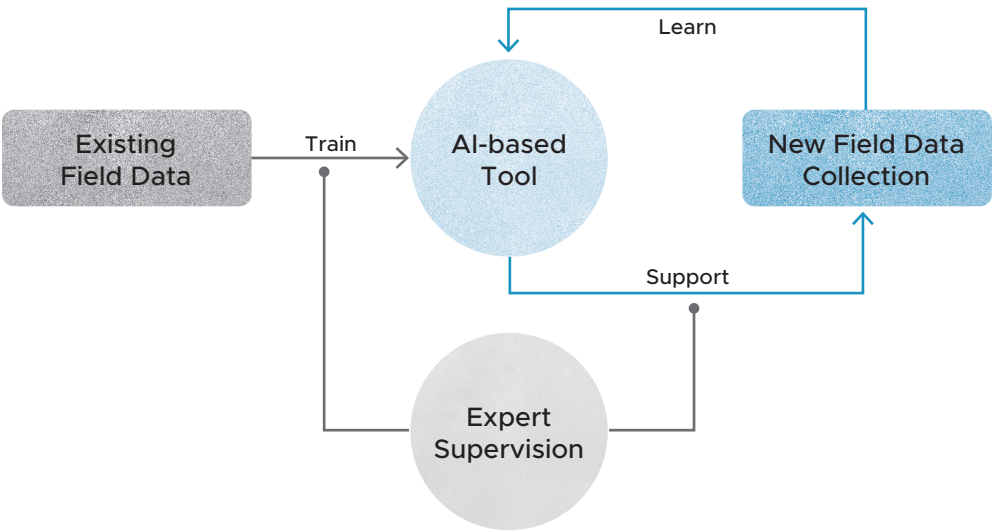 Learn
Existing
Field Data
Train
AI-based
Tool
New Field Data
Collection
Support
Expert
Supervision